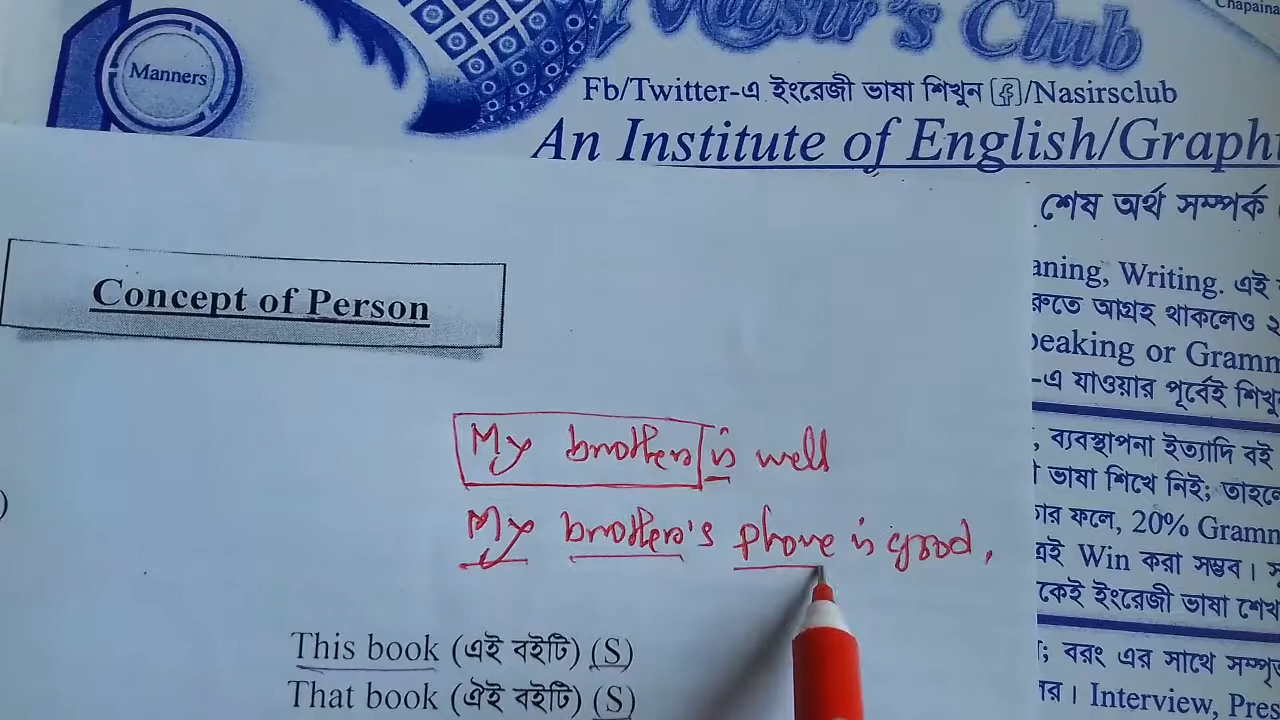 Chapaina
Nasir's Club
Manners
Fb/Twitter-এ ইংরেজী ভাষা শিখুন /Nasirsclub
An Institute of English/Graphi
শেষ অর্থ সম্পর্ক
aning, Writing. এই
রুতে আগ্রহ থাকলেও ২
peaking or Gramm
-এ যাওয়ার পূর্বেই শিখু
Concept of Person
My brother is well
My brother's phone is good,
, ব্যবস্থাপনা ইত্যাদি বই
ভাষা শিখে নিই; তাহলে
চার ফলে, 20% Gramm
Win করা সম্ভব।
কেই ইংরেজী ভাষা শেখ
; বরং এর সাথে সম্পৃ
নার। Interview, Pres
)
This book (এই বইটি) (S)
That book (ঐই বইটি) (S)